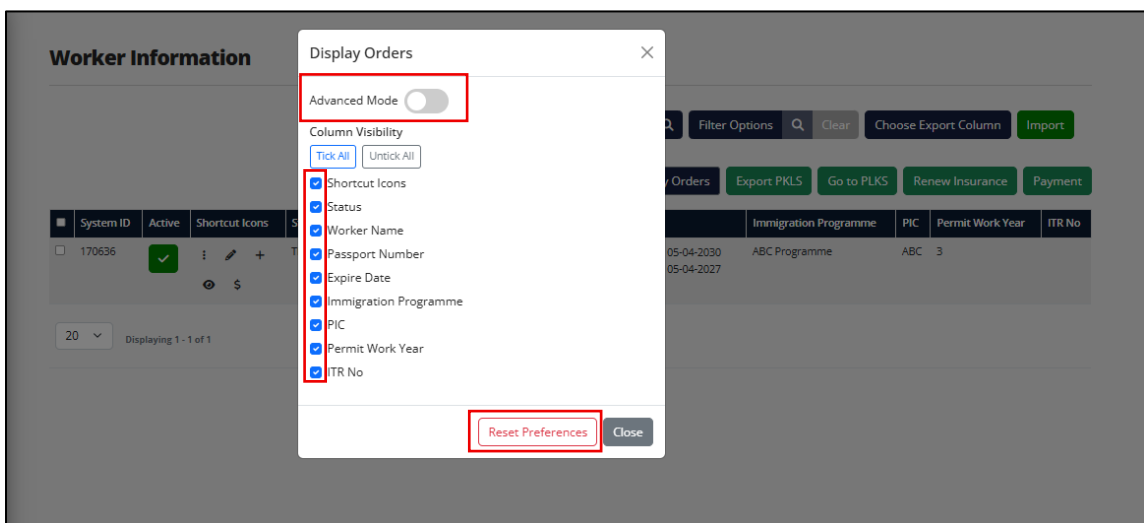 Worker Information
Display Orders
Advanced Mode
Column Visibility
Tick All Untick All
Shortcut Icons
Status
Worker Name
Passport Number
Expire Date
Immigration Programme
PIC
Permit Work Year
ITR No
Reset Preferences Close
Filter Options Clear Choose Export Column Import
Orders Export PKLS Go to PLKS Renew Insurance Payment
System ID Active Shortcut Icons Immigration Programme PIC Permit Work Year ITR No
170636 05-04-2030 ABC Programme ABC 3
05-04-2027
$
20 Displaying 1 - 1 of 1